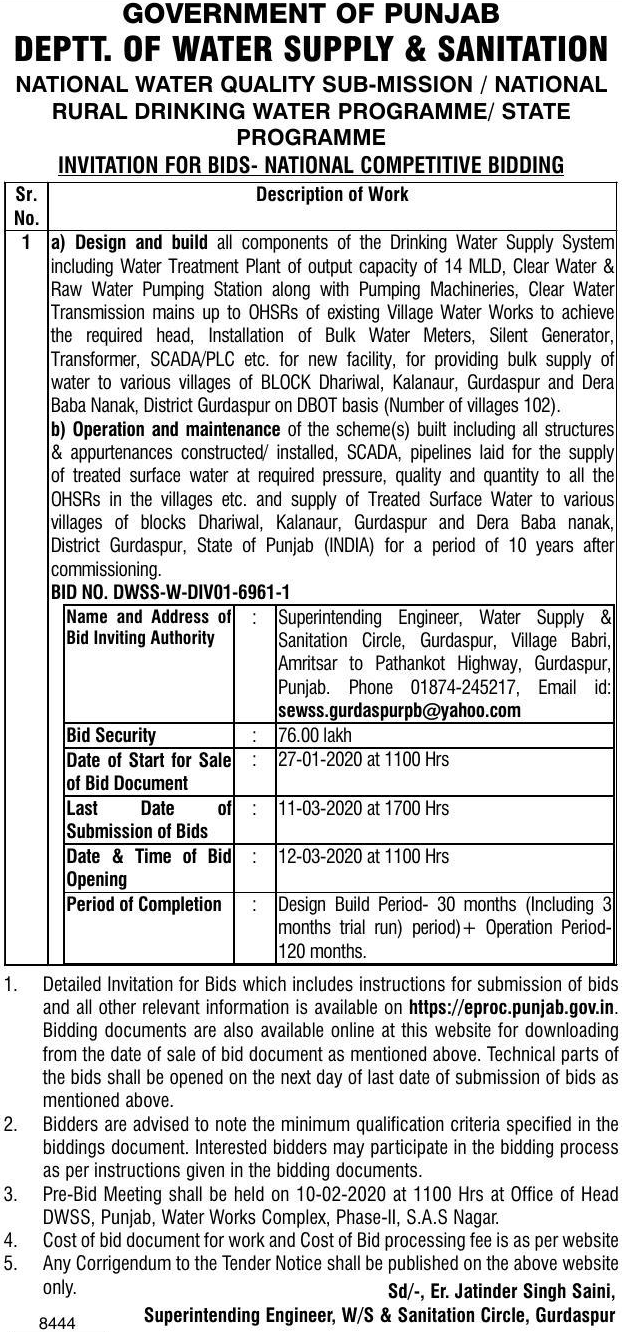 GOVERNMENT OF PUNJAB
DEPTT. OF WATER SUPPLY & SANITATION
NATIONAL WATER QUALITY SUB-MISSION / NATIONAL
RURAL DRINKING WATER PROGRAMME/ STATE
PROGRAMME
INVITATION FOR BIDS- NATIONAL COMPETITIVE BIDDING
Sr. No. Description of Work
1 a) Design and build all components of the Drinking Water Supply System
including Water Treatment Plant of output capacity of 14 MLD, Clear Water &
Raw Water Pumping Station along with Pumping Machineries, Clear Water
Transmission mains up to OHSRs of existing Village Water Works to achieve
the required head, Installation of Bulk Water Meters, Silent Generator,
Transformer, SCADA/PLC etc. for new facility, for providing bulk supply of
water to various villages of BLOCK Dhariwal, Kalanaur, Gurdaspur and Dera
Baba Nanak, District Gurdaspur on DBOT basis (Number of villages 102).
b) Operation and maintenance of the scheme(s) built including all structures
& appurtenances constructed/ installed, SCADA, pipelines laid for the supply
of treated surface water at required pressure, quality and quantity to all the
OHSRs in the villages etc. and supply of Treated Surface Water to various
villages of blocks Dhariwal, Kalanaur, Gurdaspur and Dera Baba nanak,
District Gurdaspur, State of Punjab (INDIA) for a period of 10 years after
commissioning.
BID NO. DWSS-W-DIV01-6961-1
Name and Address of
Bid Inviting Authority
: Superintending Engineer, Water Supply &
Sanitation Circle, Gurdaspur, Village Babri,
Amritsar to Pathankot Highway, Gurdaspur,
Punjab. Phone 01874-245217, Email id:
sewss.gurdaspurpb@yahoo.com
Bid Security : 76.00 lakh
Date of Start for Sale
of Bid Document
: 27-01-2020 at 1100 Hrs
Last Date of
Submission of Bids
: 11-03-2020 at 1700 Hrs
Date & Time of Bid
Opening
: 12-03-2020 at 1100 Hrs
Period of Completion : Design Build Period- 30 months (Including 3
months trial run) period)+ Operation Period-
120 months.
1. Detailed Invitation for Bids which includes instructions for submission of bids
and all other relevant information is available on https://eproc.punjab.gov.in.
Bidding documents are also available online at this website for downloading
from the date of sale of bid document as mentioned above. Technical parts of
the bids shall be opened on the next day of last date of submission of bids as
mentioned above.
2. Bidders are advised to note the minimum qualification criteria specified in the
biddings document. Interested bidders may participate in the bidding process
as per instructions given in the bidding documents.
3. Pre-Bid Meeting shall be held on 10-02-2020 at 1100 Hrs at Office of Head
DWSS, Punjab, Water Works Complex, Phase-II, S.A.S Nagar.
4. Cost of bid document for work and Cost of Bid processing fee is as per website
5. Any Corrigendum to the Tender Notice shall be published on the above website
only.
Sd/-, Er. Jatinder Singh Saini,
8444 Superintending Engineer, W/S & Sanitation Circle, Gurdaspur